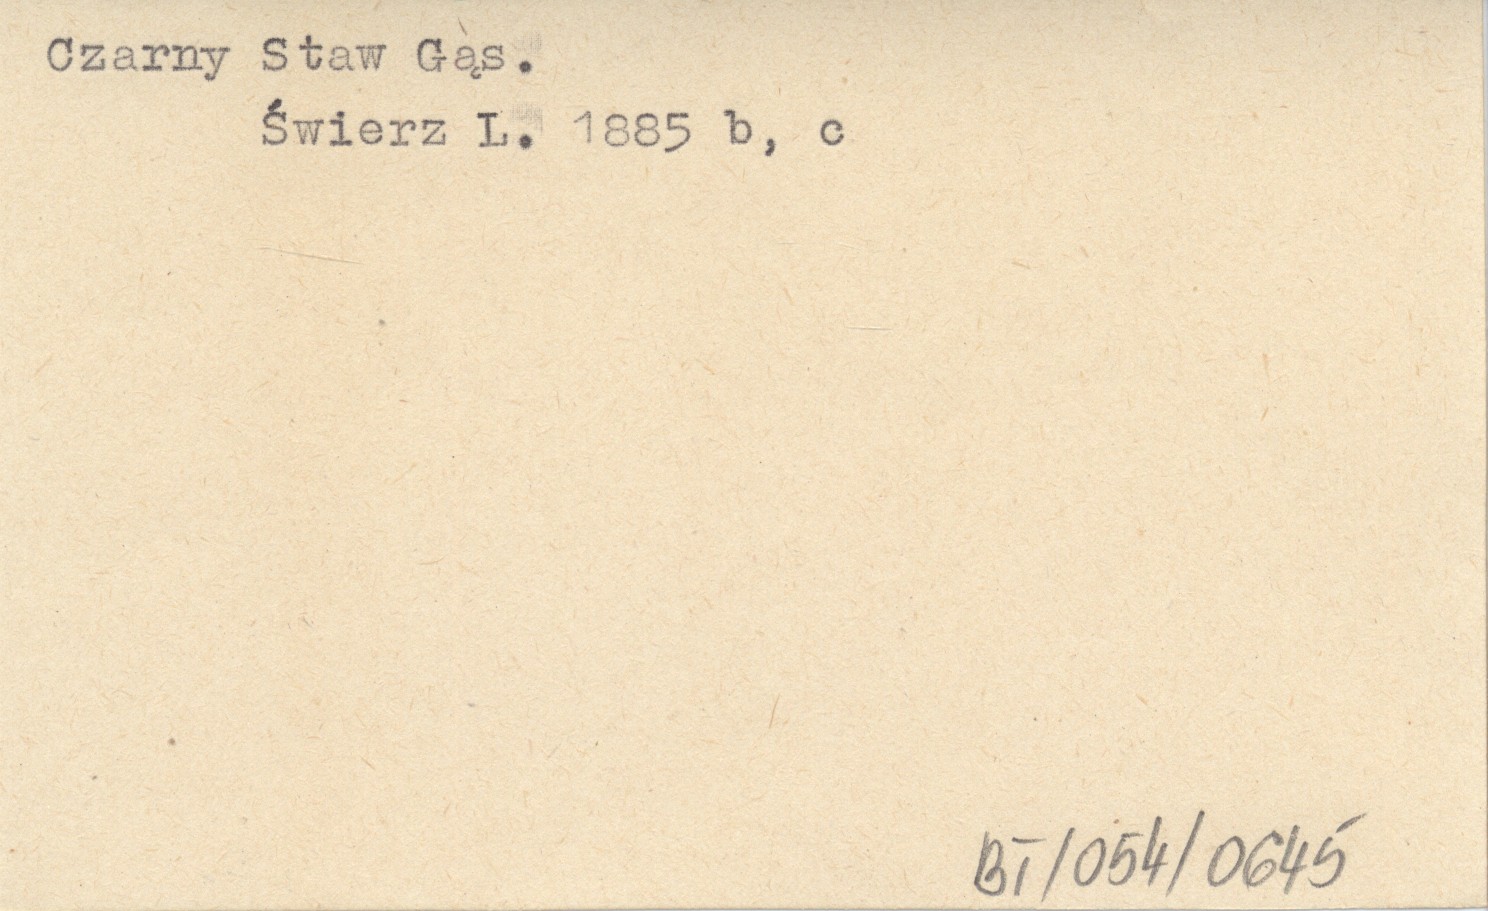 Czarny Staw Gąs.
Świerz L. 1885 b, c
BT/054/0645